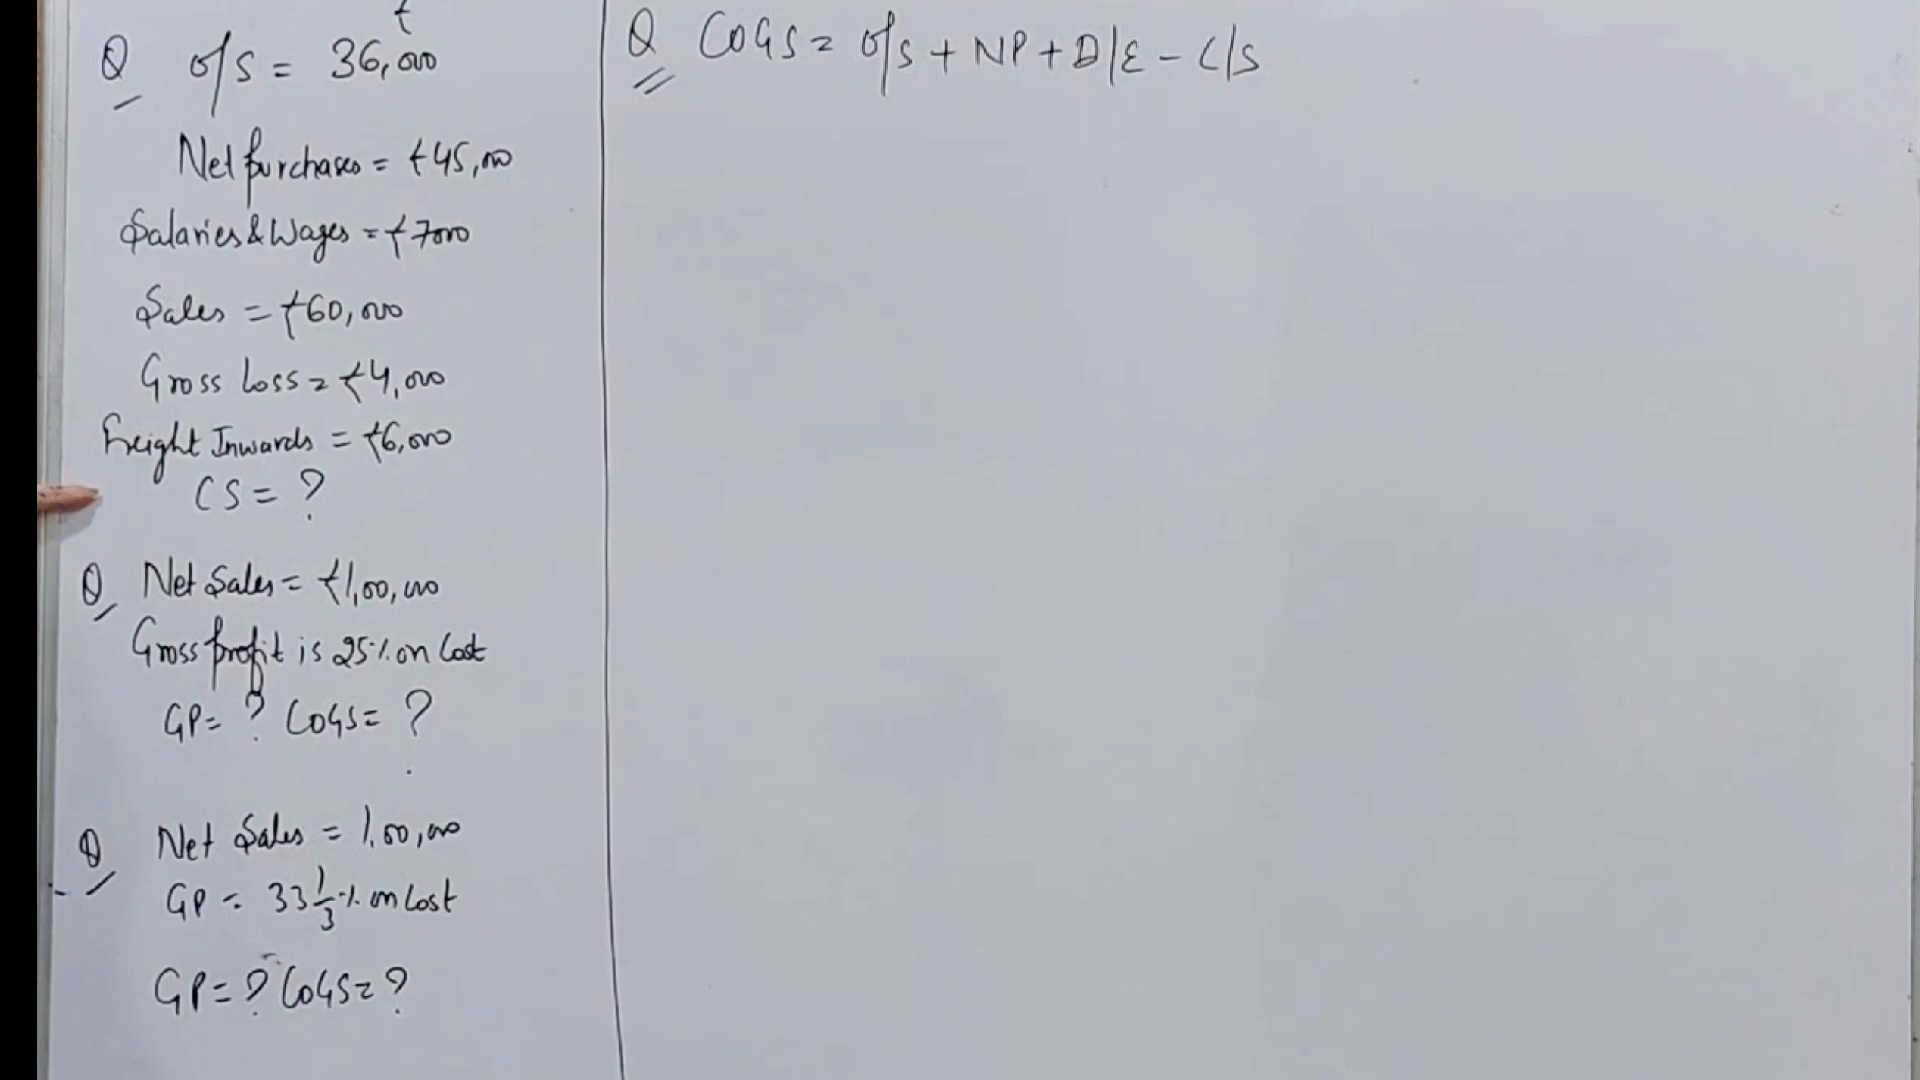 ₹
Q O/S = 36,000
Net purchases = ₹45,000
Salaries & Wages = ₹7000
Sales = ₹60,000
Gross Loss = ₹4,000
Freight Inwards = ₹6,000
CS = ?
Q Net Sales = ₹1,00,000
Gross profit is 25% on Cost
GP = ? COGS = ?
Q Net Sales = 1,00,000
GP = 33 1/3 % on Cost
GP = ? COGS = ?
Q COGS = O/S + NP + D/E - C/S